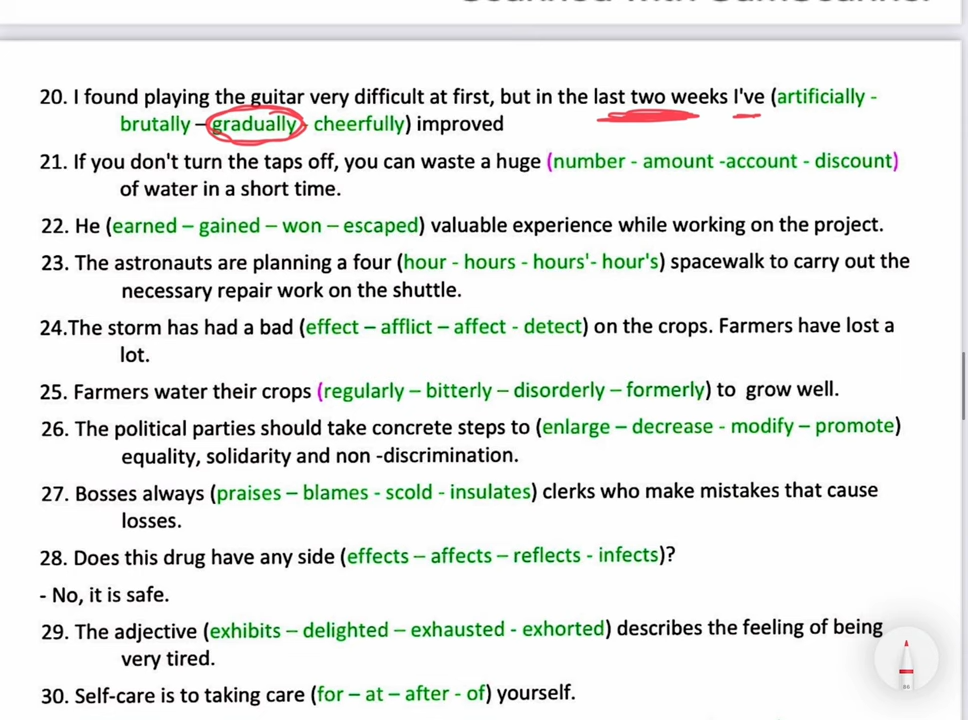 20. I found playing the guitar very difficult at first, but in the last two weeks I've (artificially -
brutally – gradually - cheerfully) improved
21. If you don't turn the taps off, you can waste a huge (number - amount -account - discount)
of water in a short time.
22. He (earned – gained – won – escaped) valuable experience while working on the project.
23. The astronauts are planning a four (hour - hours - hours'- hour's) spacewalk to carry out the
necessary repair work on the shuttle.
24.The storm has had a bad (effect – afflict – affect - detect) on the crops. Farmers have lost a
lot.
25. Farmers water their crops (regularly – bitterly – disorderly – formerly) to grow well.
26. The political parties should take concrete steps to (enlarge – decrease - modify – promote)
equality, solidarity and non -discrimination.
27. Bosses always (praises – blames - scold - insulates) clerks who make mistakes that cause
losses.
28. Does this drug have any side (effects – affects – reflects - infects)?
- No, it is safe.
29. The adjective (exhibits – delighted – exhausted - exhorted) describes the feeling of being
very tired.
30. Self-care is to taking care (for – at – after - of) yourself.